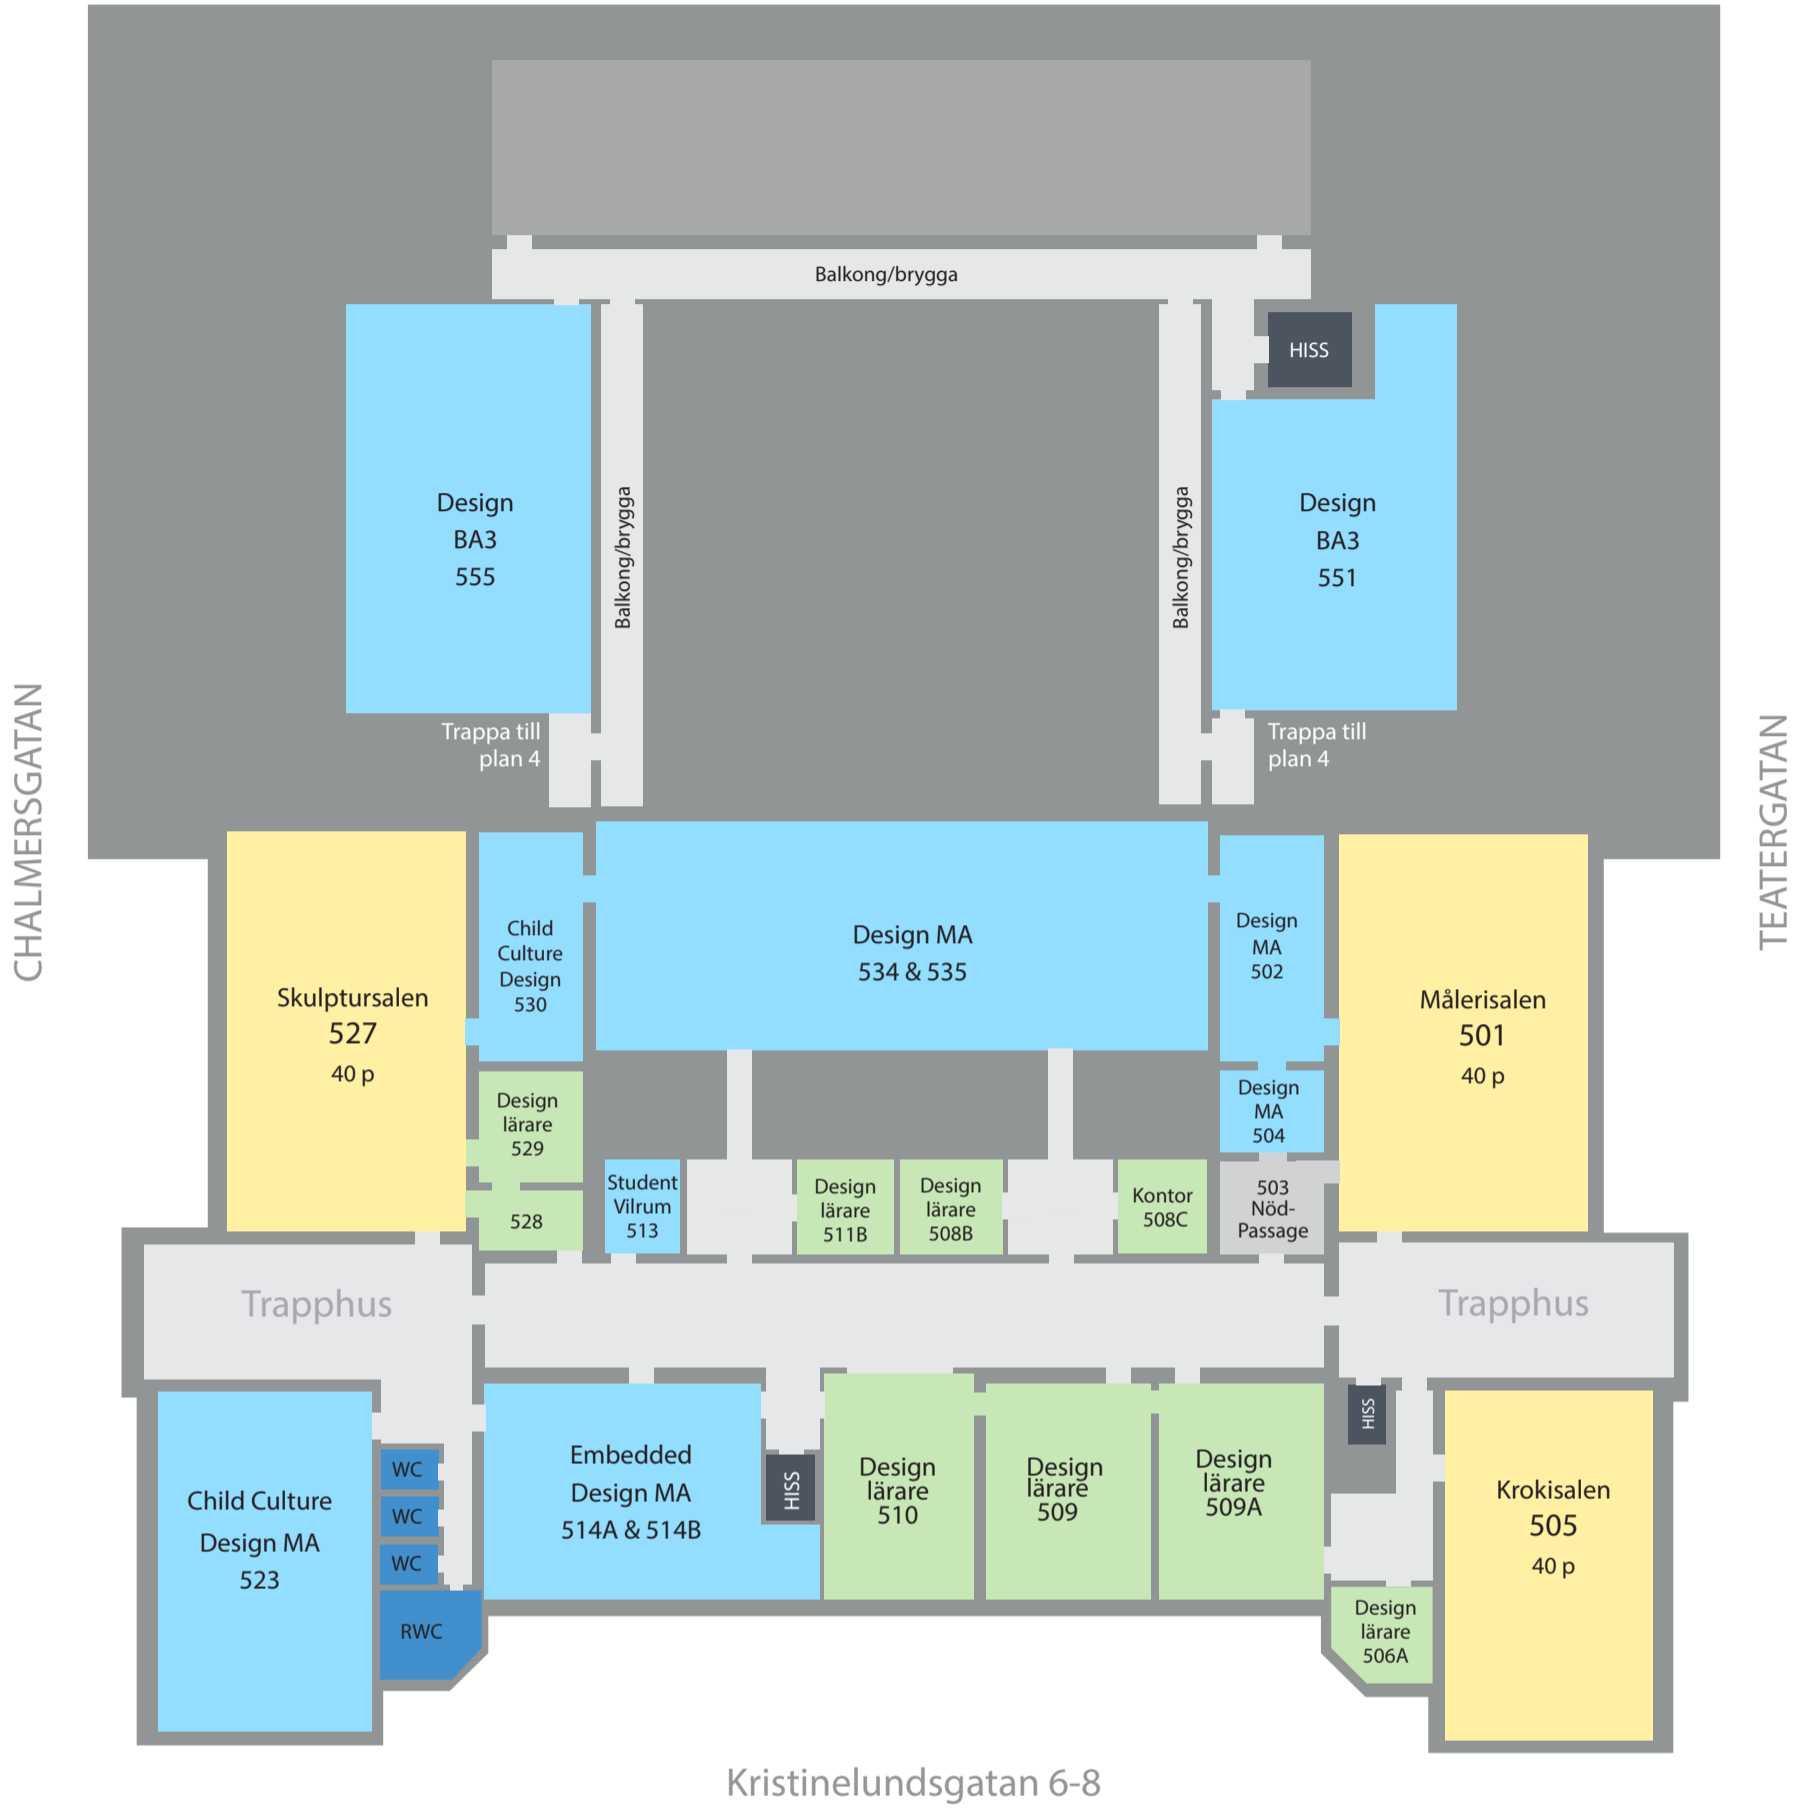 Balkong/brygga
HISS
Design
BA3
555
Balkong/brygga
Balkong/brygga
Design
BA3
551
Trappa till
plan 4
Trappa till
plan 4
CHALMERSGATAN
TEATERGATAN
Skulptursalen
527
40 p
Child
Culture
Design
530
Design MA
534 & 535
Design
MA
502
Målerisalen
501
40 p
Design
lärare
529
Design
MA
504
528
Student
Vilrum
513
Design
lärare
511B
Design
lärare
508B
Kontor
508C
503
Nöd-
Passage
Trapphus
Trapphus
Child Culture
Design MA
523
WC
WC
WC
RWC
Embedded
Design MA
514A & 514B
HISS
Design
lärare
510
Design
lärare
509
Design
lärare
509A
HISS
Krokisalen
505
40 p
Design
lärare
506A
Kristinelundsgatan 6-8